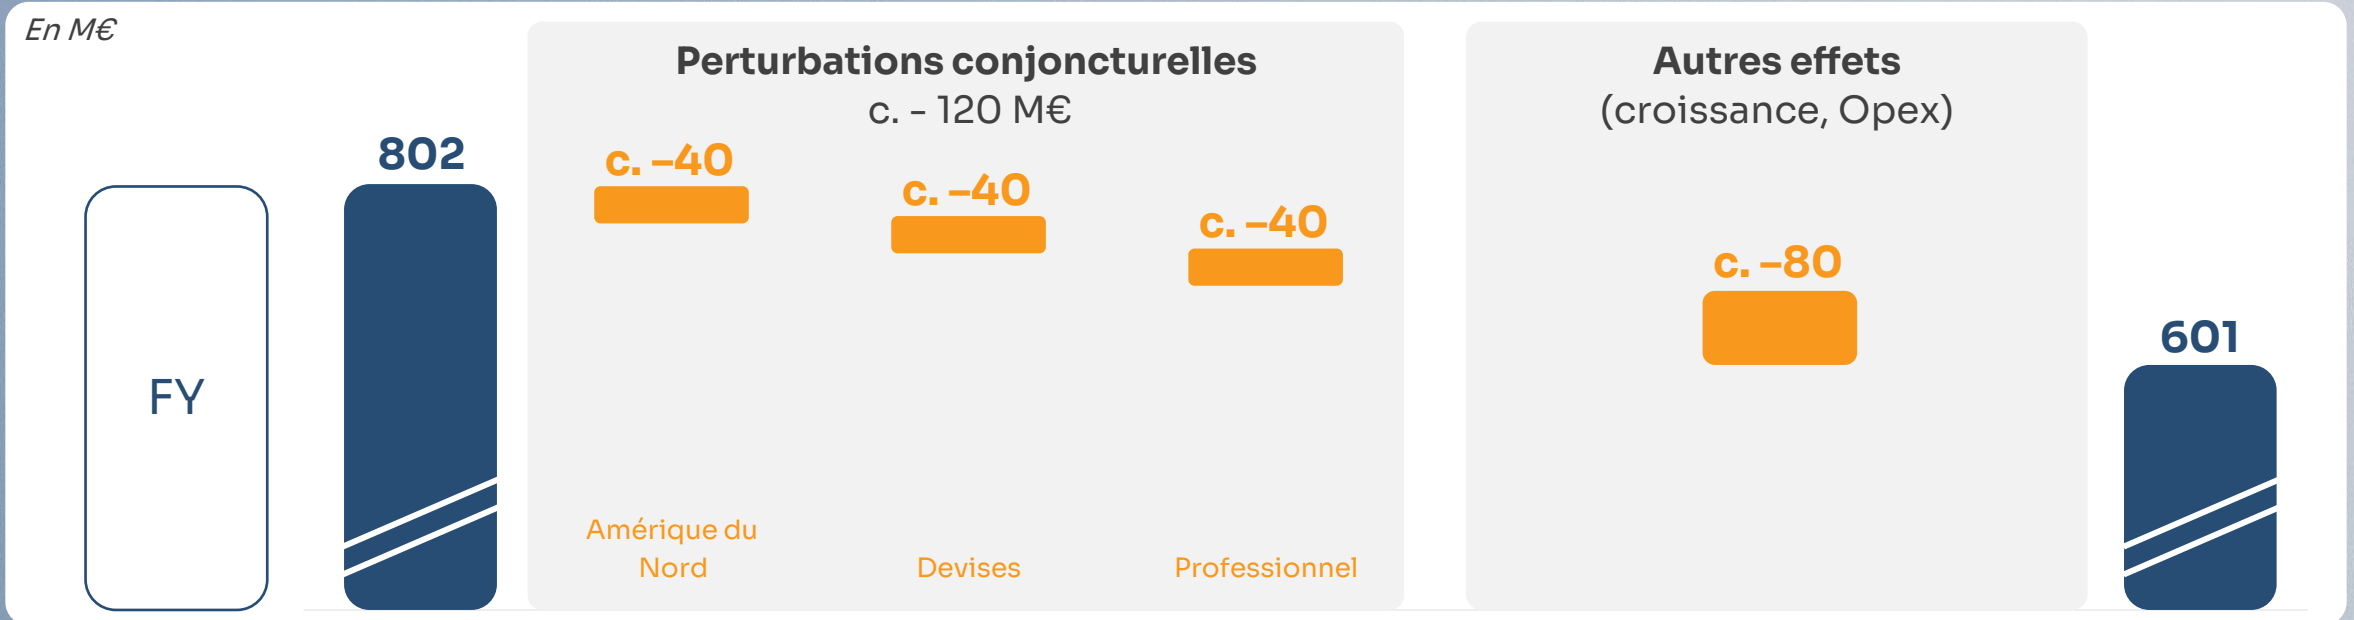 En M€
Perturbations conjoncturelles
c. - 120 M€
Autres effets
(croissance, Opex)
FY
802
c. –40
c. –40
c. –40
c. –80
601
Amérique du
Nord
Devises
Professionnel